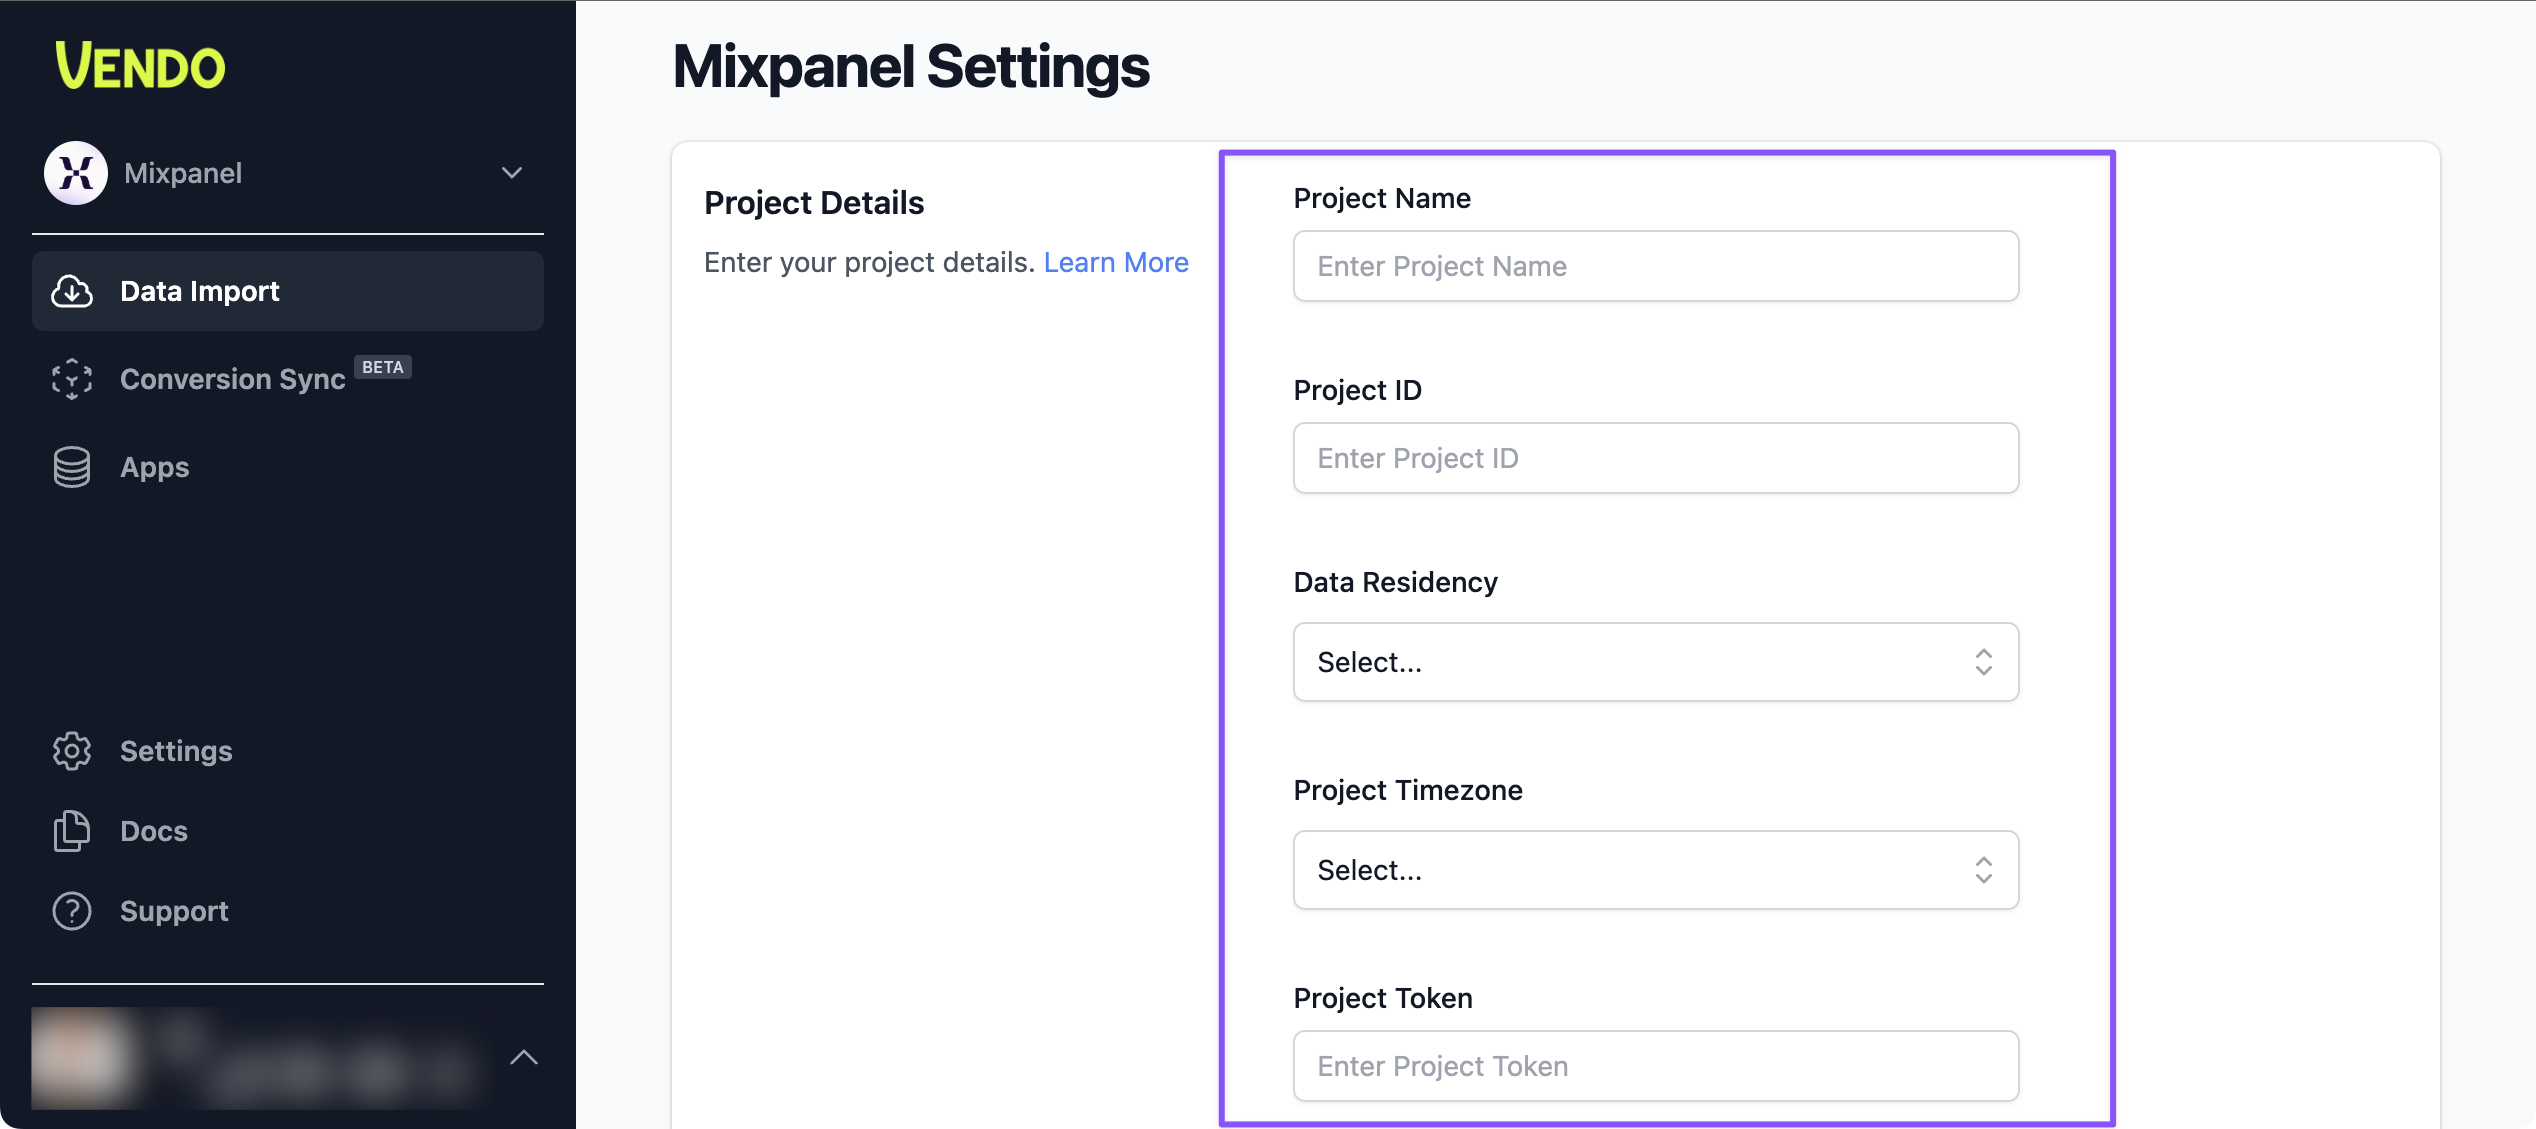 VENDO
Mixpanel
Data Import
Conversion Sync BETA
Apps
Settings
Docs
Support
Mixpanel Settings
Project Details
Enter your project details. Learn More
Project Name
Enter Project Name
Project ID
Enter Project ID
Data Residency
Select...
Project Timezone
Select...
Project Token
Enter Project Token